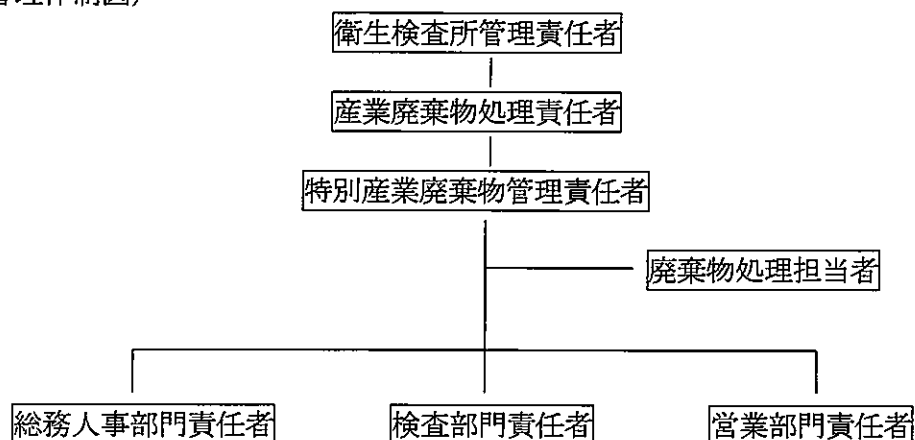 管理体制図)
衛生検査所管理責任者
産業廃棄物処理責任者
特別産業廃棄物管理責任者
廃棄物処理担当者
総務人事部門責任者
検査部門責任者
営業部門責任者